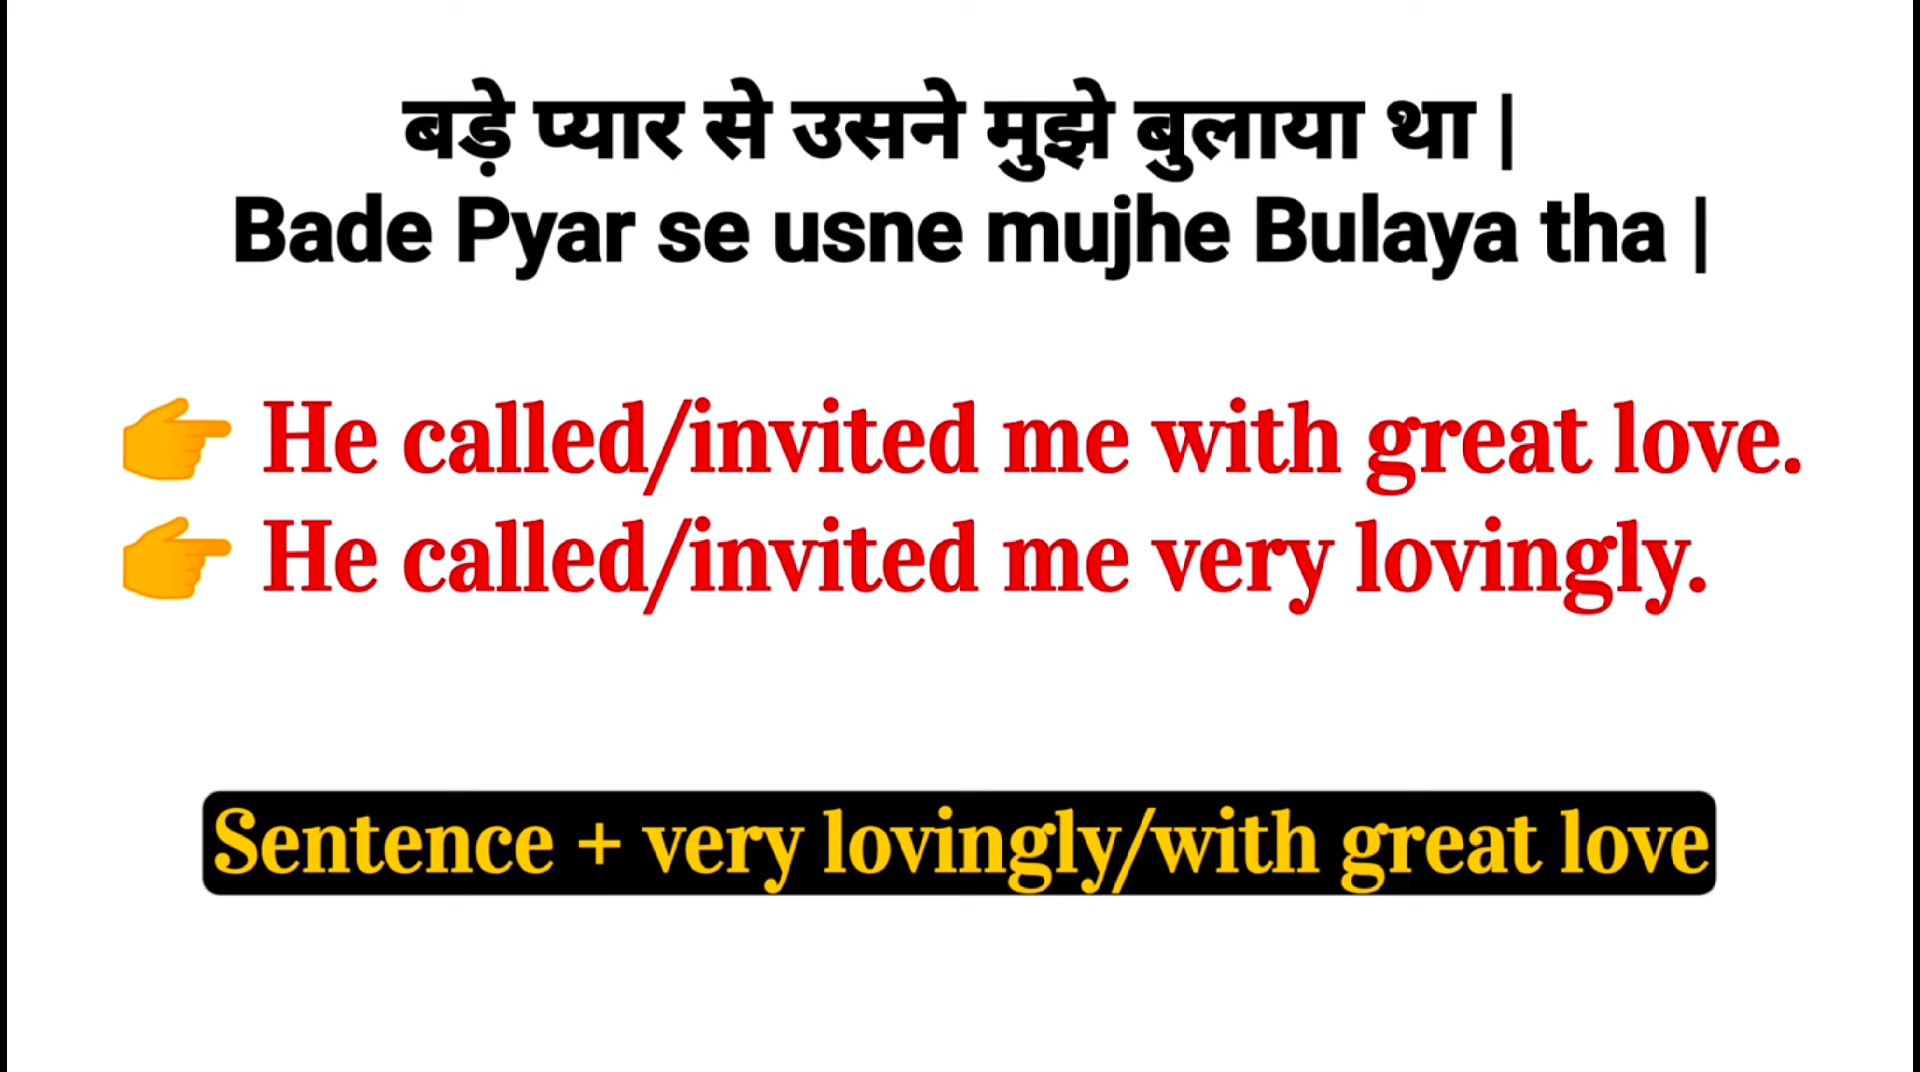 बड़े प्यार से उसने मुझे बुलाया था |
Bade Pyar se usne mujhe Bulaya tha |
👉 He called/invited me with great love.
👉 He called/invited me very lovingly.
Sentence + very lovingly/with great love